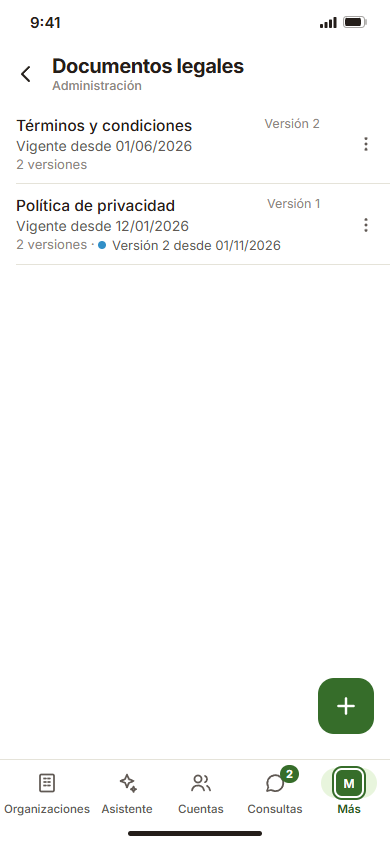 9:41
Documentos legales
Administración
Términos y condiciones
Versión 2
Vigente desde 01/06/2026
2 versiones
Política de privacidad
Versión 1
Vigente desde 12/01/2026
2 versiones · Versión 2 desde 01/11/2026
2
M
Organizaciones
Asistente
Cuentas
Consultas
Más